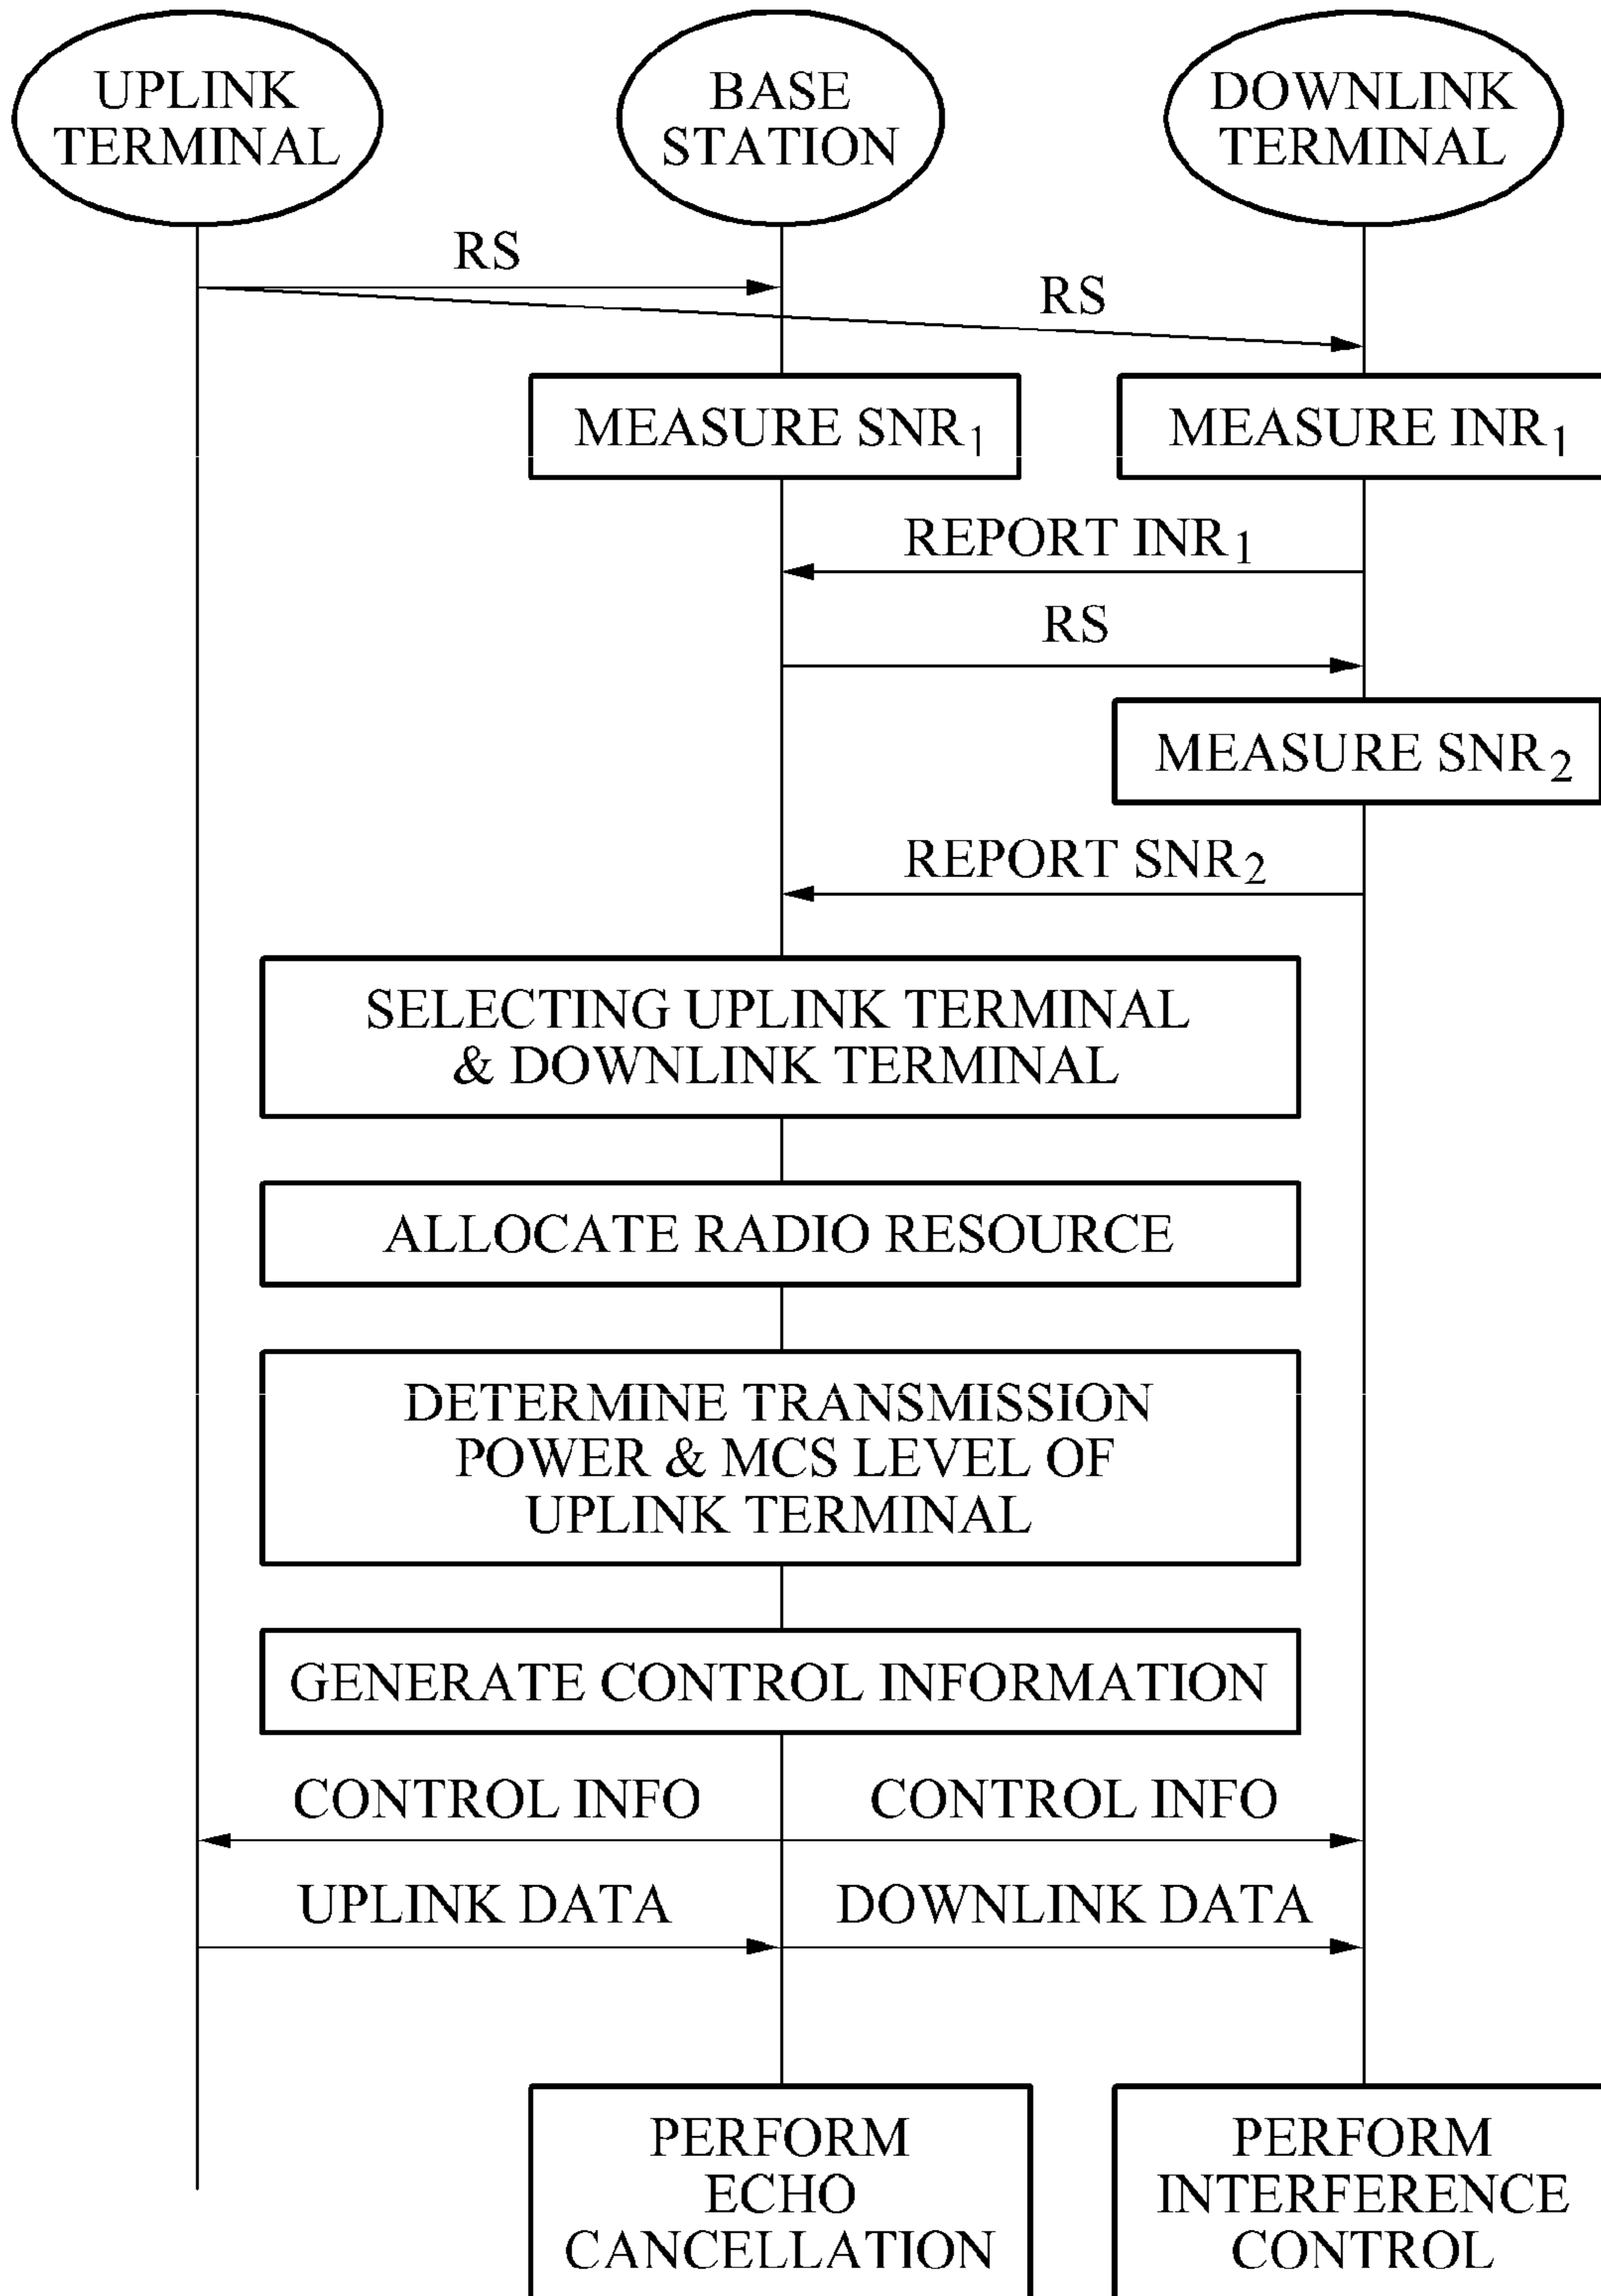 UPLINK
TERMINAL
BASE
STATION
DOWNLINK
TERMINAL
RS
RS
MEASURE SNR1
MEASURE INR1
REPORT INR1
RS
MEASURE SNR2
REPORT SNR2
SELECTING UPLINK TERMINAL
& DOWNLINK TERMINAL
ALLOCATE RADIO RESOURCE
DETERMINE TRANSMISSION
POWER & MCS LEVEL OF
UPLINK TERMINAL
GENERATE CONTROL INFORMATION
CONTROL INFO
CONTROL INFO
UPLINK DATA
DOWNLINK DATA
PERFORM
ECHO
CANCELLATION
PERFORM
INTERFERENCE
CONTROL